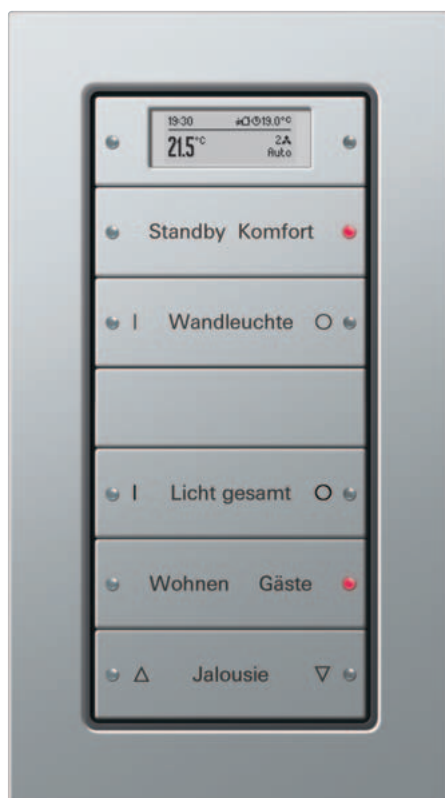 19:30 19.0°C
21.5°C 2
Auto
Standby Komfort
I Wandleuchte O
I Licht gesamt O
Wohnen Gäste
△ Jalousie ▽